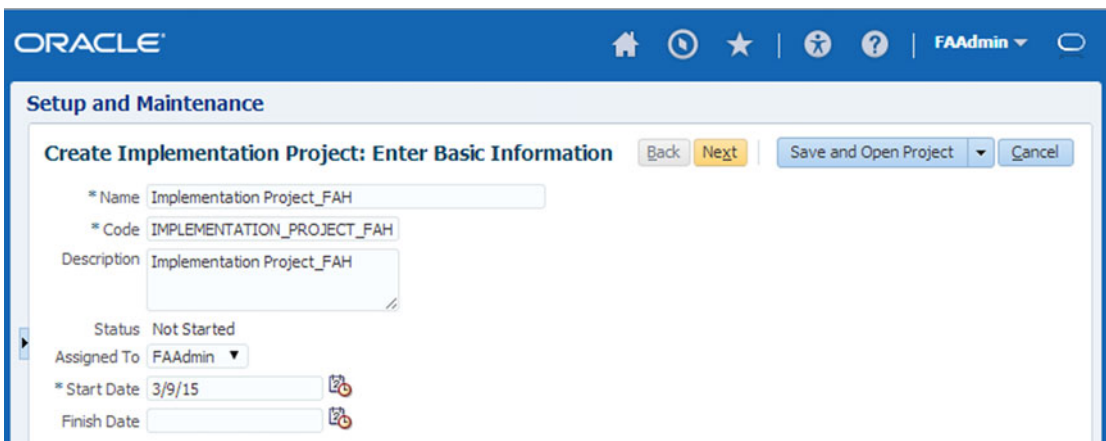 ORACLE
FAAdmin
Setup and Maintenance
Create Implementation Project: Enter Basic Information Back Next Save and Open Project Cancel
* Name Implementation Project_FAH
* Code IMPLEMENTATION_PROJECT_FAH
Description Implementation Project_FAH
Status Not Started
Assigned To FAAdmin
* Start Date 3/9/15
Finish Date